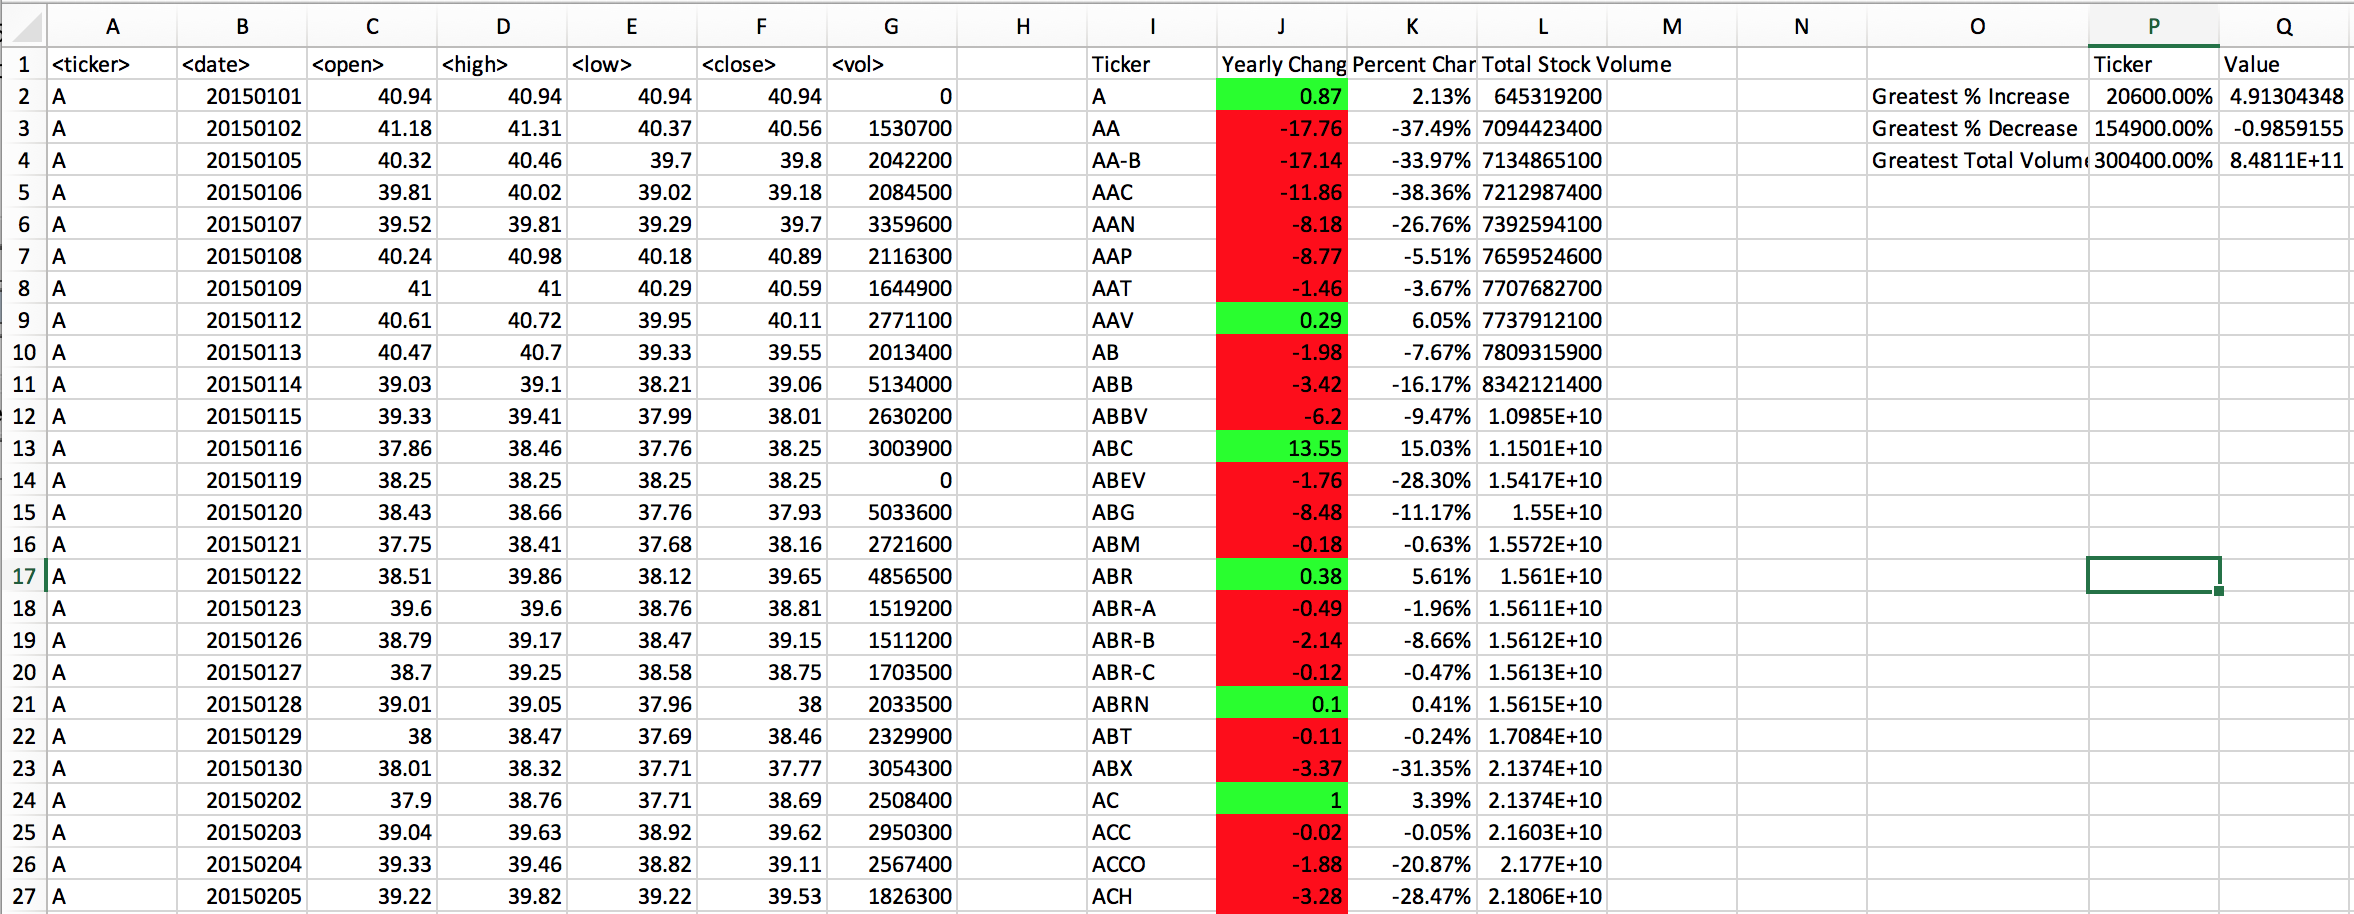 A B C D E F G H I J K L M N O P Q
1 <ticker> <date> <open> <high> <low> <close> <vol> Ticker Yearly Chang Percent Char Total Stock Volume Ticker Value
2 A 20150101 40.94 40.94 40.94 40.94 0 A 0.87 2.13% 645319200 Greatest % Increase 20600.00% 4.91304348
3 A 20150102 41.18 41.31 40.37 40.56 1530700 AA -17.76 -37.49% 7094423400 Greatest % Decrease 154900.00% -0.9859155
4 A 20150105 40.32 40.46 39.7 39.8 2042200 AA-B -17.14 -33.97% 7134865100 Greatest Total Volume 300400.00% 8.4811E+11
5 A 20150106 39.81 40.02 39.02 39.18 2084500 AAC -11.86 -38.36% 7212987400
6 A 20150107 39.52 39.81 39.29 39.7 3359600 AAN -8.18 -26.76% 7392594100
7 A 20150108 40.24 40.98 40.18 40.89 2116300 AAP -8.77 -5.51% 7659524600
8 A 20150109 41 41 40.29 40.59 1644900 AAT -1.46 -3.67% 7707682700
9 A 20150112 40.61 40.72 39.95 40.11 2771100 AAV 0.29 6.05% 7737912100
10 A 20150113 40.47 40.7 39.33 39.55 2013400 AB -1.98 -7.67% 7809315900
11 A 20150114 39.03 39.1 38.21 39.06 5134000 ABB -3.42 -16.17% 8342121400
12 A 20150115 39.33 39.41 37.99 38.01 2630200 ABBV -6.2 -9.47% 1.0985E+10
13 A 20150116 37.86 38.46 37.76 38.25 3003900 ABC 13.55 15.03% 1.1501E+10
14 A 20150119 38.25 38.25 38.25 38.25 0 ABEV -1.76 -28.30% 1.5417E+10
15 A 20150120 38.43 38.66 37.76 37.93 5033600 ABG -8.48 -11.17% 1.55E+10
16 A 20150121 37.75 38.41 37.68 38.16 2721600 ABM -0.18 -0.63% 1.5572E+10
17 A 20150122 38.51 39.86 38.12 39.65 4856500 ABR 0.38 5.61% 1.561E+10
18 A 20150123 39.6 39.6 38.76 38.81 1519200 ABR-A -0.49 -1.96% 1.5611E+10
19 A 20150126 38.79 39.17 38.47 39.15 1511200 ABR-B -2.14 -8.66% 1.5612E+10
20 A 20150127 38.7 39.25 38.58 38.75 1703500 ABR-C -0.12 -0.47% 1.5613E+10
21 A 20150128 39.01 39.05 37.96 38 2033500 ABRN 0.1 0.41% 1.5615E+10
22 A 20150129 38 38.47 37.69 38.46 2329900 ABT -0.11 -0.24% 1.7084E+10
23 A 20150130 38.01 38.32 37.71 37.77 3054300 ABX -3.37 -31.35% 2.1374E+10
24 A 20150202 37.9 38.76 37.71 38.69 2508400 AC 1 3.39% 2.1374E+10
25 A 20150203 39.04 39.63 38.92 39.62 2950300 ACC -0.02 -0.05% 2.1603E+10
26 A 20150204 39.33 39.46 38.82 39.11 2567400 ACCO -1.88 -20.87% 2.177E+10
27 A 20150205 39.22 39.82 39.22 39.53 1826300 ACH -3.28 -28.47% 2.1806E+10